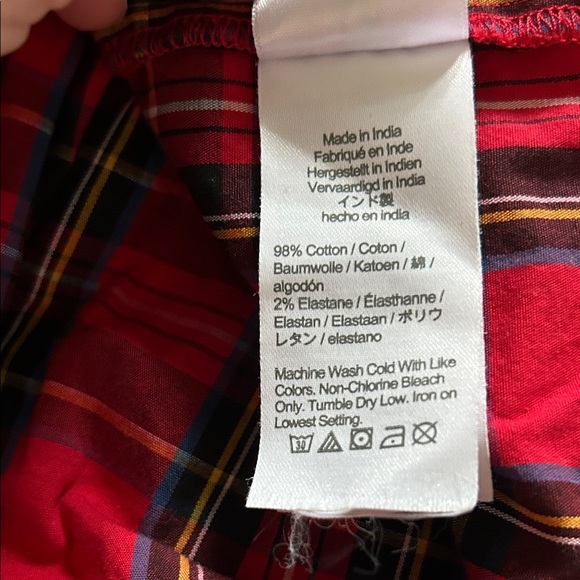 Made in India
Fabriqué en Inde
Hergestellt in Indien
Vervaardigd in India
インド製
hecho en india
98% Cotton / Coton /
Baumwolle / Katoen / 綿 /
algodón
2% Elastane / Élasthanne /
Elastan / Elastaan / ポリウ
レタン / elastano
Machine Wash Cold With Like
Colors. Non-Chlorine Bleach
Only. Tumble Dry Low. Iron on
Lowest Setting.
30